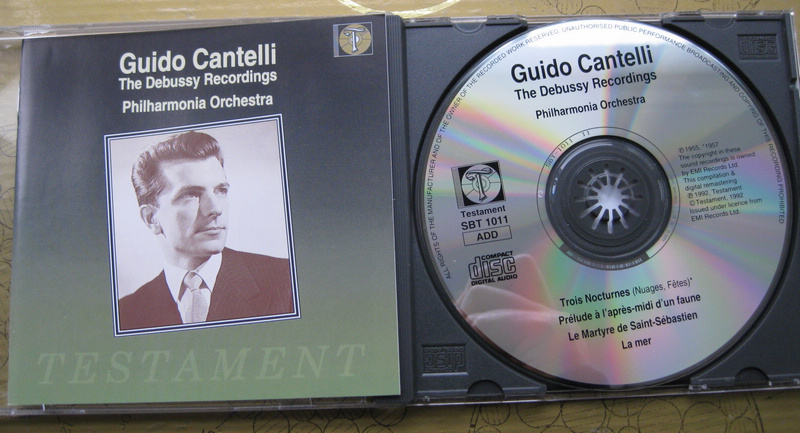 Guido Cantelli
The Debussy Recordings
Philharmonia Orchestra
TESTAMENT
ALL RIGHTS OF THE MANUFACTURER AND OF THE OWNER OF THE RECORDED WORK RESERVED. UNAUTHORISED PUBLIC PERFORMANCE BROADCASTING AND COPYING OF THIS RECORDING PROHIBITED
Guido Cantelli
The Debussy Recordings
Philharmonia Orchestra
SBT 1011 11
℗ 1955, *1957
The copyright in these
sound recordings is owned
by EMI Records Ltd.
This compilation &
digital remastering
℗ 1992, Testament
© Testament, 1992
Issued under licence from
EMI Records Ltd.
Testament
SBT 1011
ADD
COMPACT
disc
DIGITAL AUDIO
Trois Nocturnes (Nuages, Fêtes)*
Prélude à l'après-midi d'un faune
Le Martyre de Saint-Sébastien
La mer